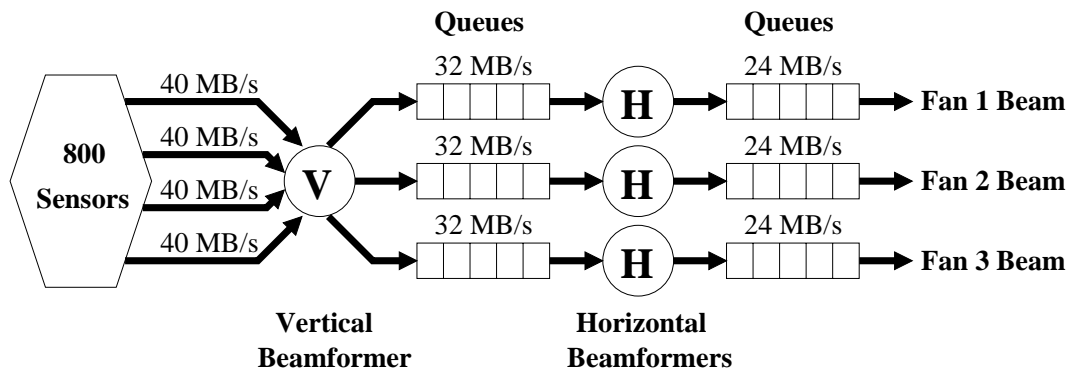 Queues
Queues
40 MB/s
32 MB/s
24 MB/s
H
Fan 1 Beam
40 MB/s
32 MB/s
24 MB/s
800
Sensors
V
H
Fan 2 Beam
40 MB/s
40 MB/s
32 MB/s
24 MB/s
H
Fan 3 Beam
Vertical
Beamformer
Horizontal
Beamformers